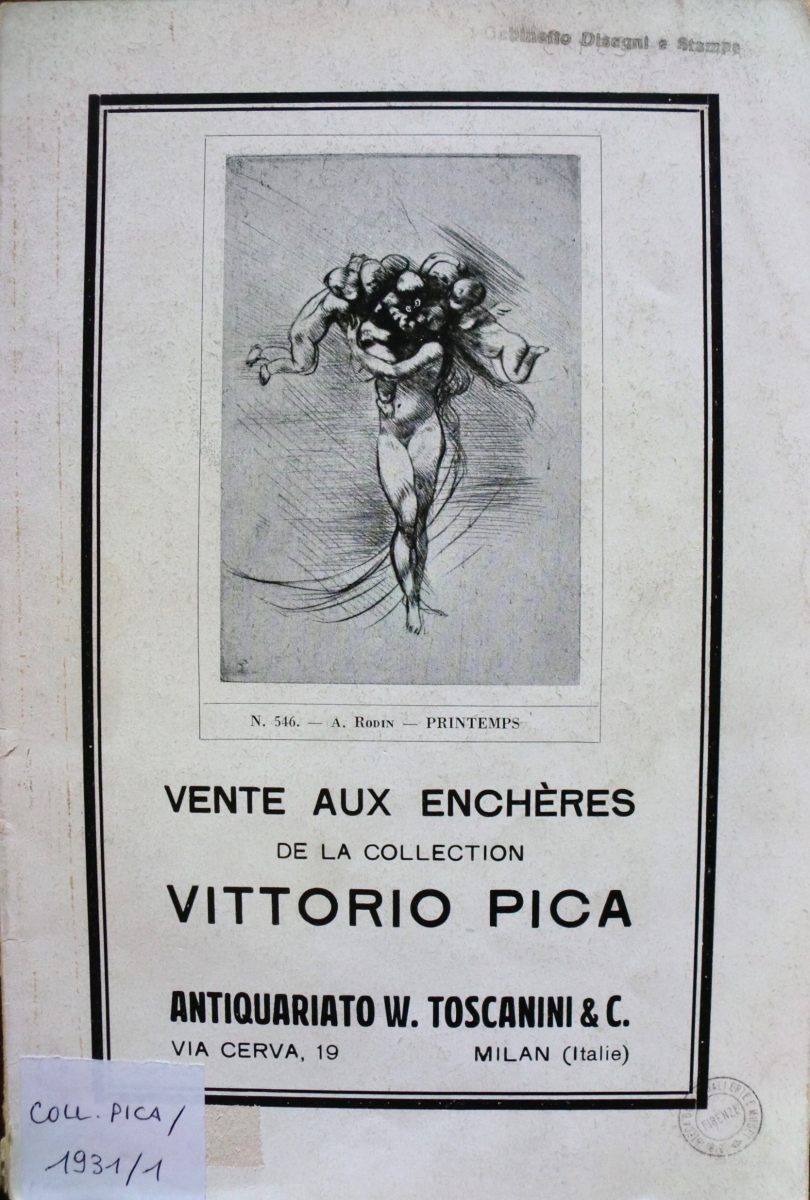 Gabinetto Disegni e Stampe
N. 546. — A. Rodin — PRINTEMPS
VENTE AUX ENCHÈRES
DE LA COLLECTION
VITTORIO PICA
ANTIQUARIATO W. TOSCANINI & C.
VIA CERVA, 19 MILAN (Italie)
COLL. PICA /
1931/1
FIRENZE